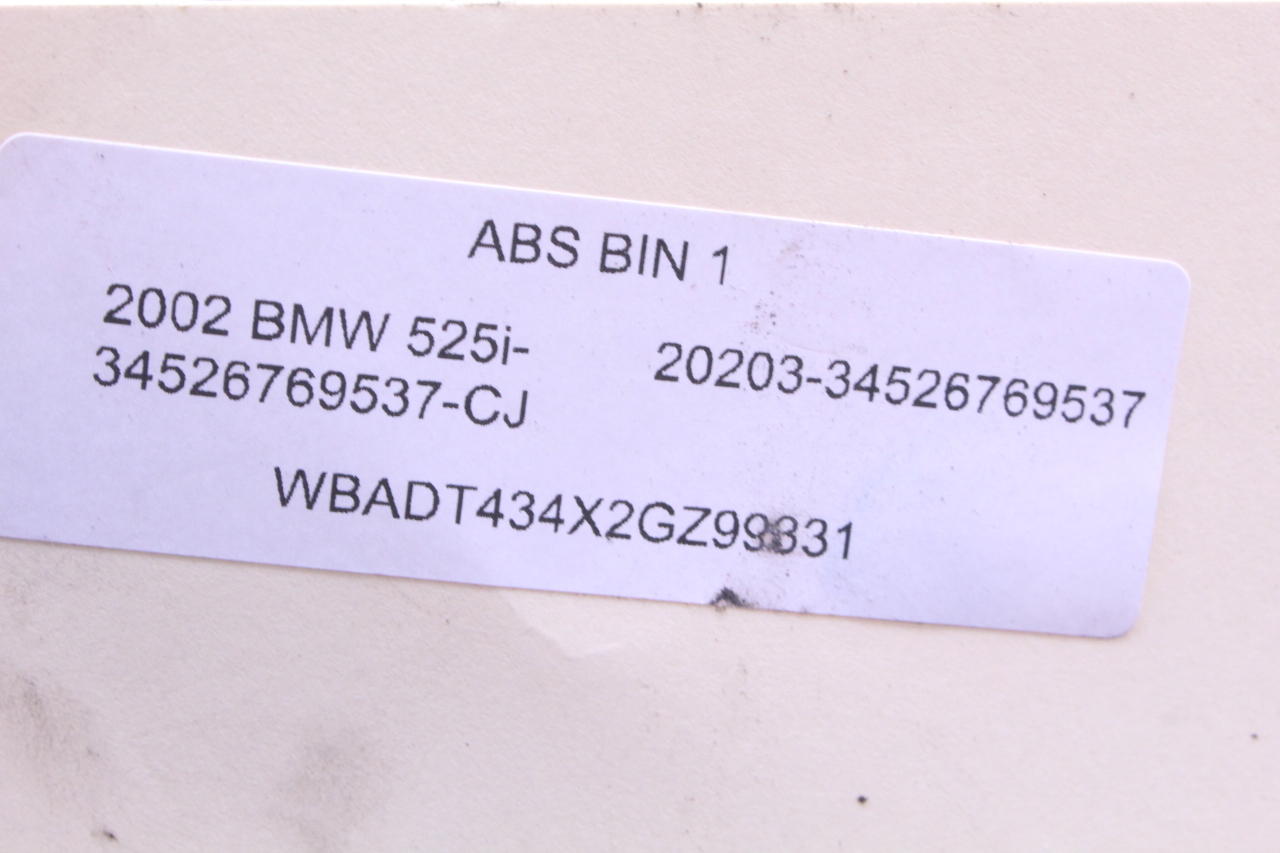 ABS BIN 1
2002 BMW 525i-
34526769537-CJ
20203-34526769537
WBADT434X2GZ99331